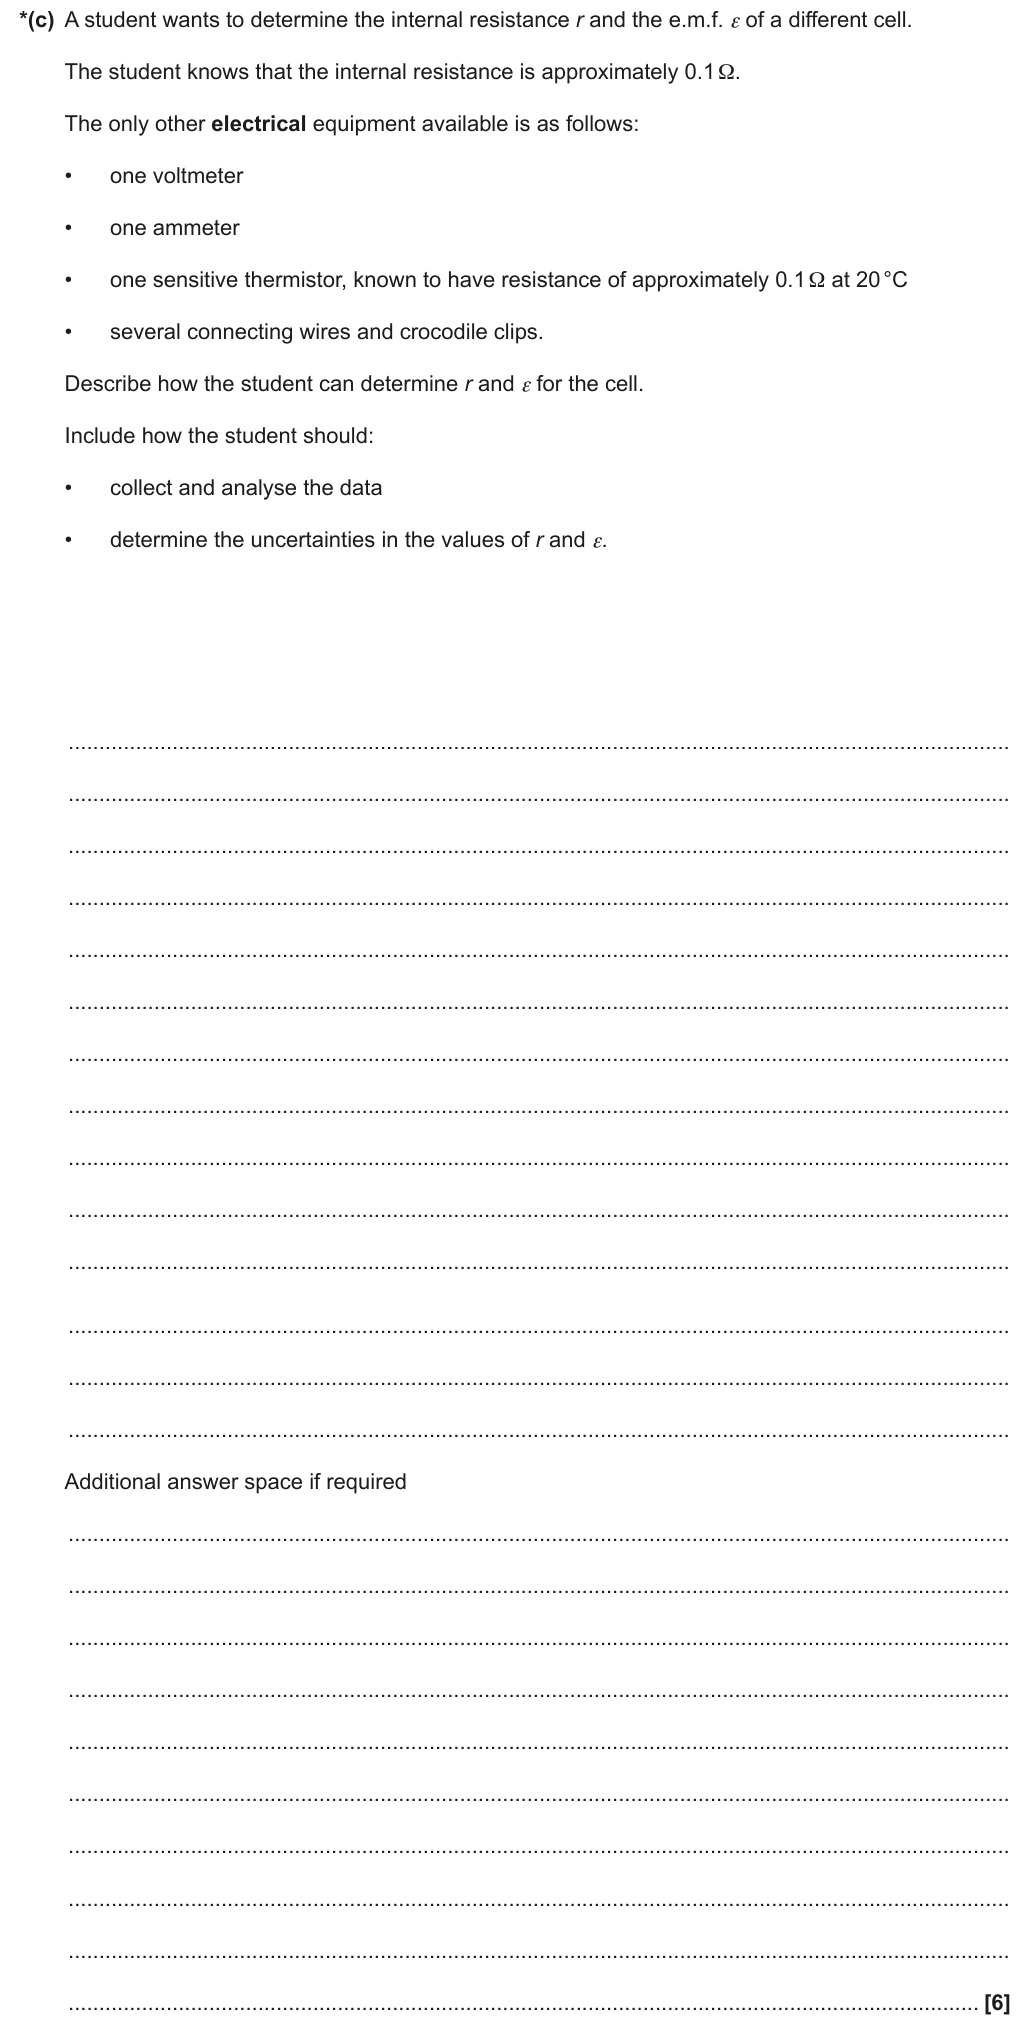 *(c) A student wants to determine the internal resistance r and the e.m.f. ε of a different cell.
The student knows that the internal resistance is approximately 0.1 Ω.
The only other electrical equipment available is as follows:
• one voltmeter
• one ammeter
• one sensitive thermistor, known to have resistance of approximately 0.1 Ω at 20 °C
• several connecting wires and crocodile clips.
Describe how the student can determine r and ε for the cell.
Include how the student should:
• collect and analyse the data
• determine the uncertainties in the values of r and ε.
Additional answer space if required
[6]